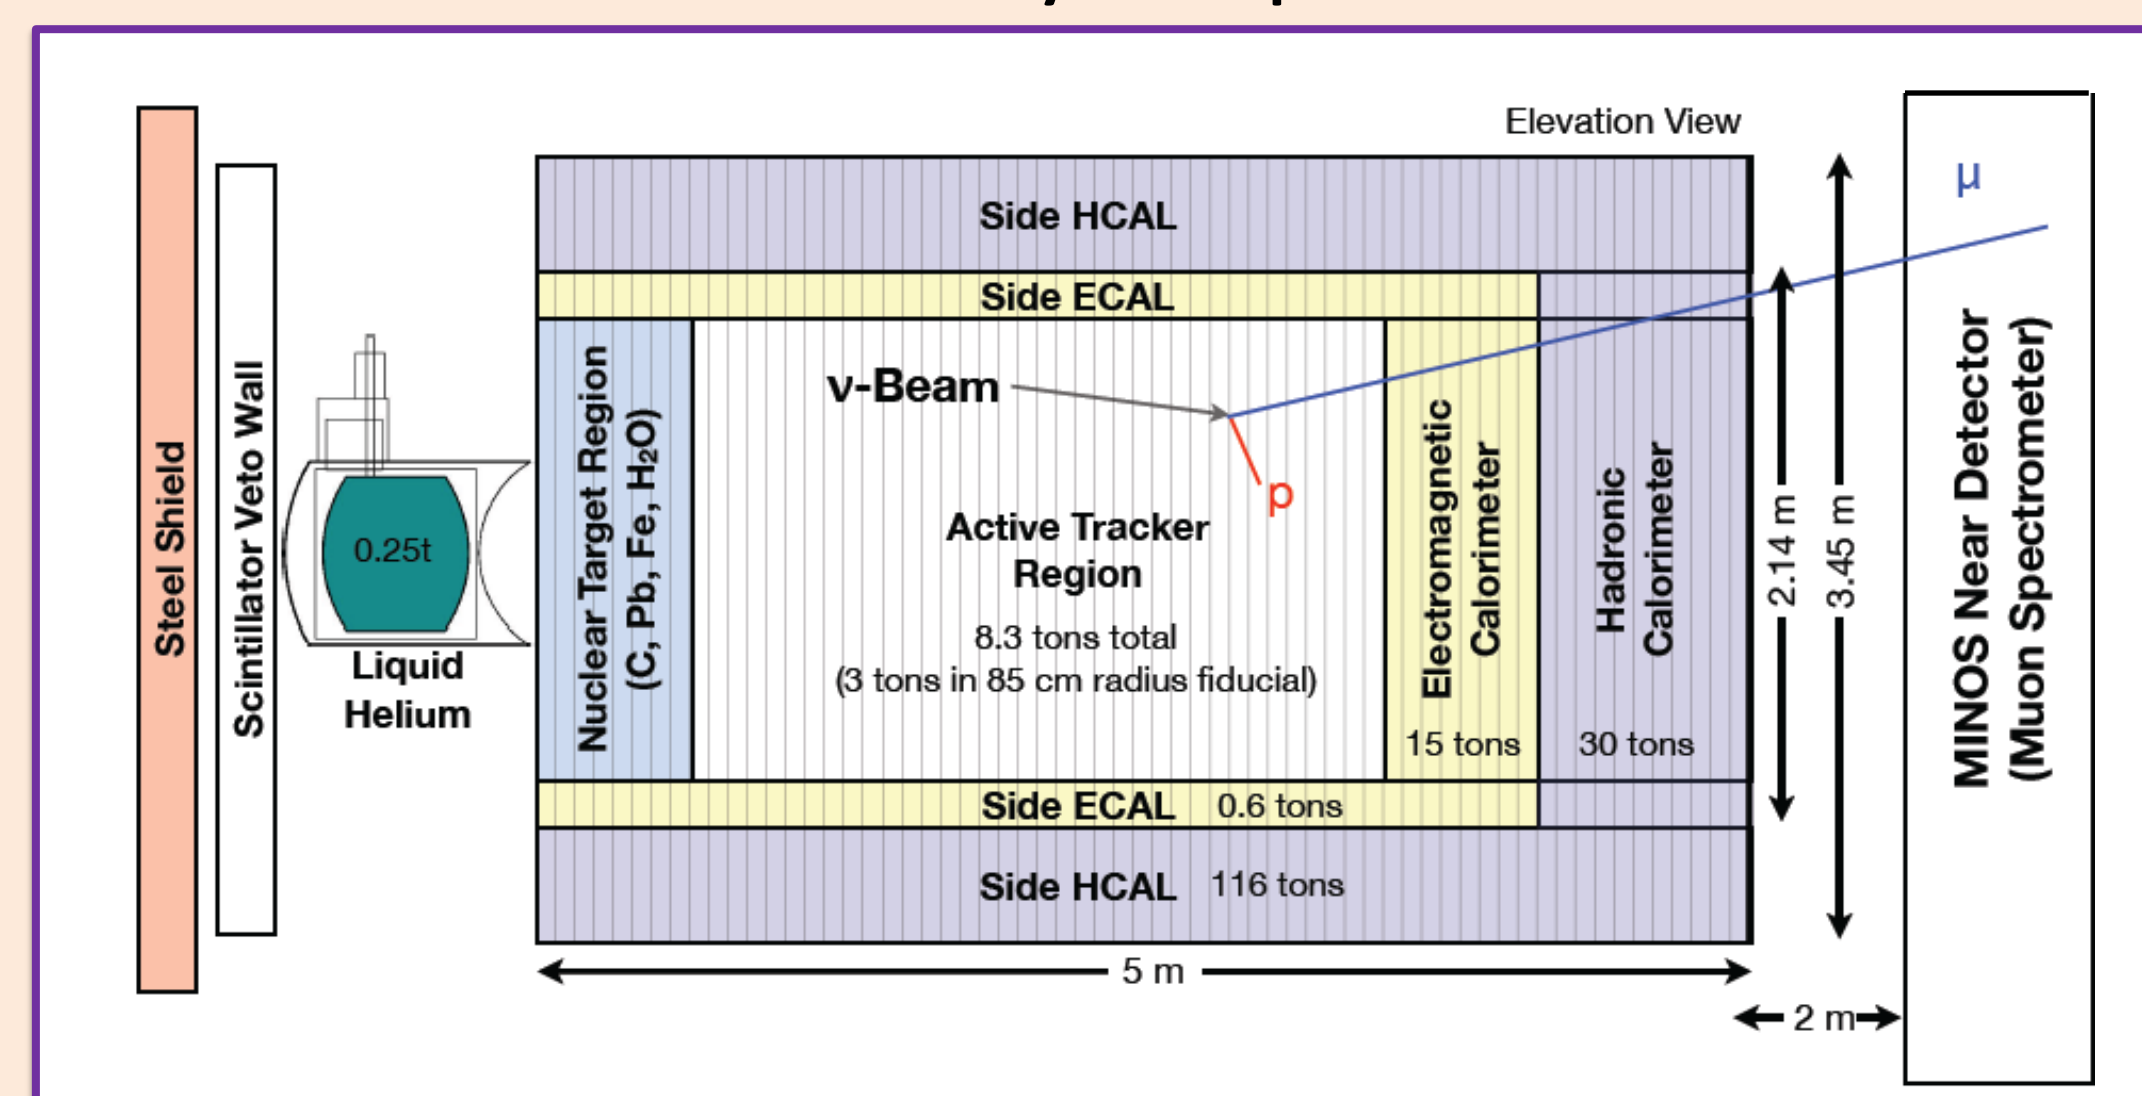 Elevation View
Steel Shield
Scintillator Veto Wall
0.25t
Liquid
Helium
Side HCAL
Side ECAL
Nuclear Target Region
(C, Pb, Fe, H₂O)
ν-Beam
p
μ
Active Tracker
Region
8.3 tons total
(3 tons in 85 cm radius fiducial)
Electromagnetic
Calorimeter
15 tons
Hadronic
Calorimeter
30 tons
Side ECAL 0.6 tons
Side HCAL 116 tons
2.14 m
3.45 m
5 m
2 m
MINOS Near Detector
(Muon Spectrometer)